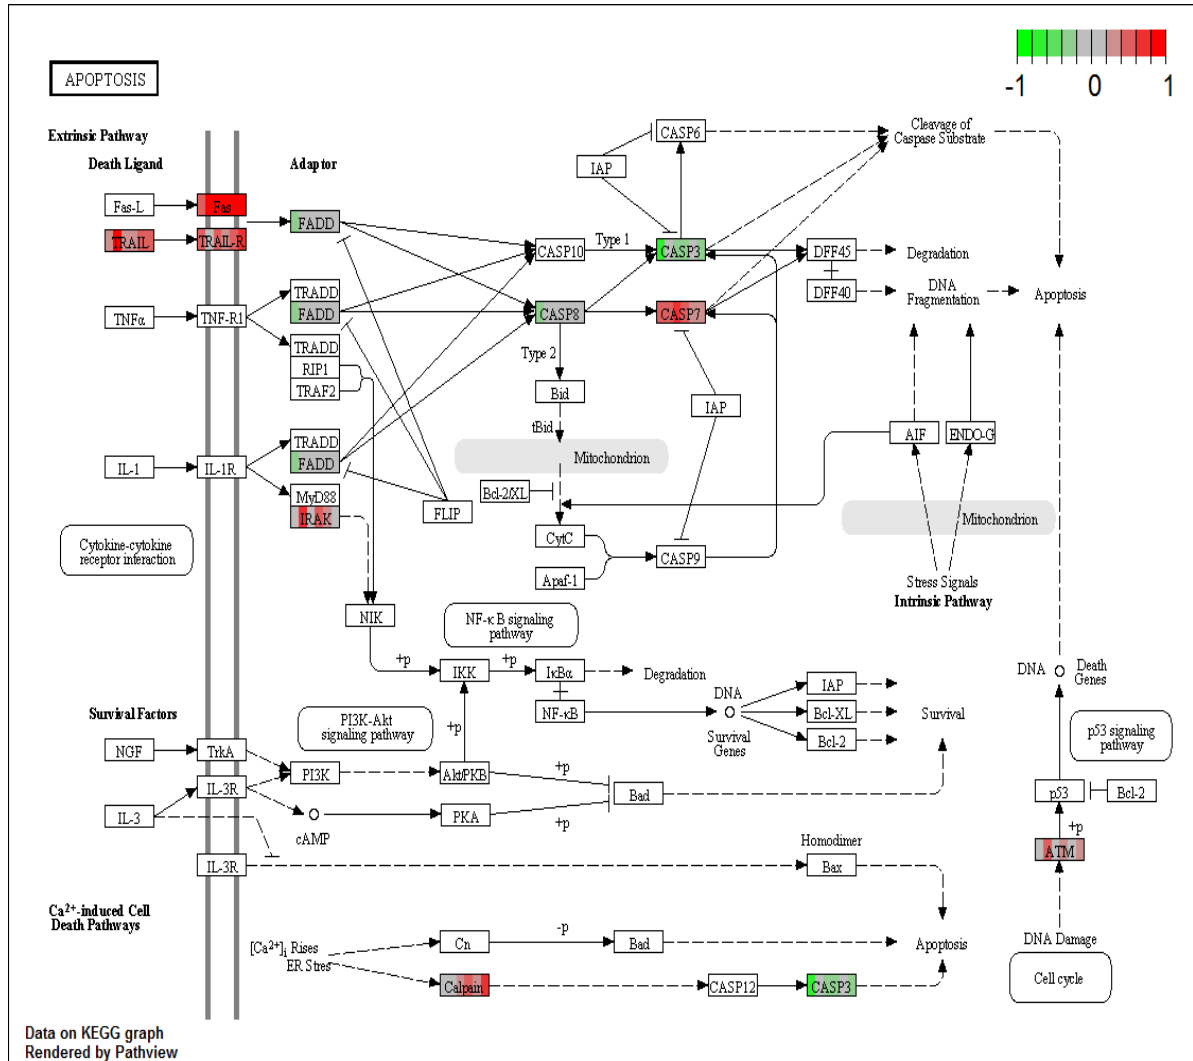 -1 0 1
APOPTOSIS
Extrinsic Pathway
Death Ligand
Adaptor
CASP6
Cleavage of
Caspase Substrate
IAP
Fas-L
Fas
TRAIL
TRAIL-R
FADD
CASP10
Type 1
CASP3
DFF45
Degradation
TRADD
FADD
DFF40
DNA
Fragmentation
Apoptosis
TNFα
TNF-R1
CASP8
CASP7
TRADD
RIP1
TRAF2
Type 2
Bid
IAP
tBid
Mitochondrion
AIF
ENDO-G
TRADD
FADD
IL-1
IL-1R
MyD88
IRAK
Bcl-2/XL
FLIP
Mitochondrion
Cytokine-cytokine
receptor interaction
CytC
CASP9
Apaf-1
Stress Signals
Intrinsic Pathway
NIK
NF-κ B signaling
pathway
+p
+p
IKK
IκBα
Degradation
DNA
Death
Genes
IAP
DNA
NF-κB
Bcl-XL
Survival
Survival
Genes
Bcl-2
Survival Factors
PI3K-Akt
signaling pathway
+p
p53 signaling
pathway
NGF
TrkA
PI3K
Akt/PKB
+p
IL-3R
Bad
p53
Bcl-2
IL-3
cAMP
PKA
+p
+p
ATM
Homodimer
IL-3R
Bax
Ca2+-induced Cell
Death Pathways
[Ca2+]i Rises
ER Stres
Cn
-p
Bad
Apoptosis
DNA Damage
Calpain
CASP12
CASP3
Cell cycle
Data on KEGG graph
Rendered by Pathview